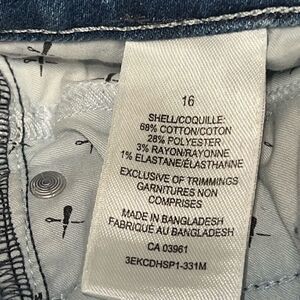 16
SHELL/COQUILLE:
68% COTTON/COTON
28% POLYESTER
3% RAYON/RAYONNE
1% ELASTANE/ÉLASTHANNE
EXCLUSIVE OF TRIMMINGS
GARNITURES NON
COMPRISES
MADE IN BANGLADESH
FABRIQUÉ AU BANGLADESH
CA 03961
3EKCDHSP1-331M